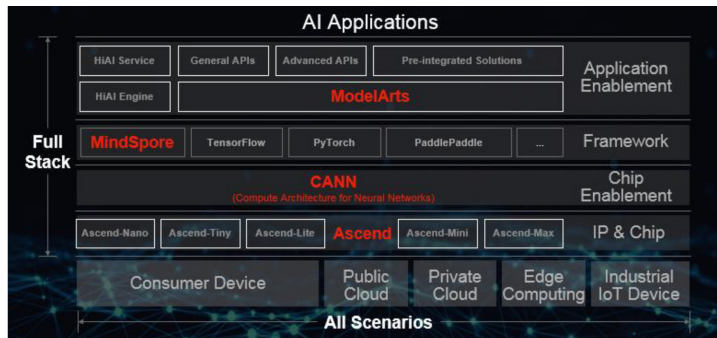 AI Applications
HiAI Service General APIs Advanced APIs Pre-integrated Solutions
Application
Enablement
HiAI Engine ModelArts
Full
Stack
MindSpore TensorFlow PyTorch PaddlePaddle ... Framework
CANN
(Compute Architecture for Neural Networks)
Chip
Enablement
Ascend-Nano Ascend-Tiny Ascend-Lite Ascend Ascend-Mini Ascend-Max IP & Chip
Consumer Device
Public
Cloud
Private
Cloud
Edge
Computing
Industrial
IoT Device
All Scenarios